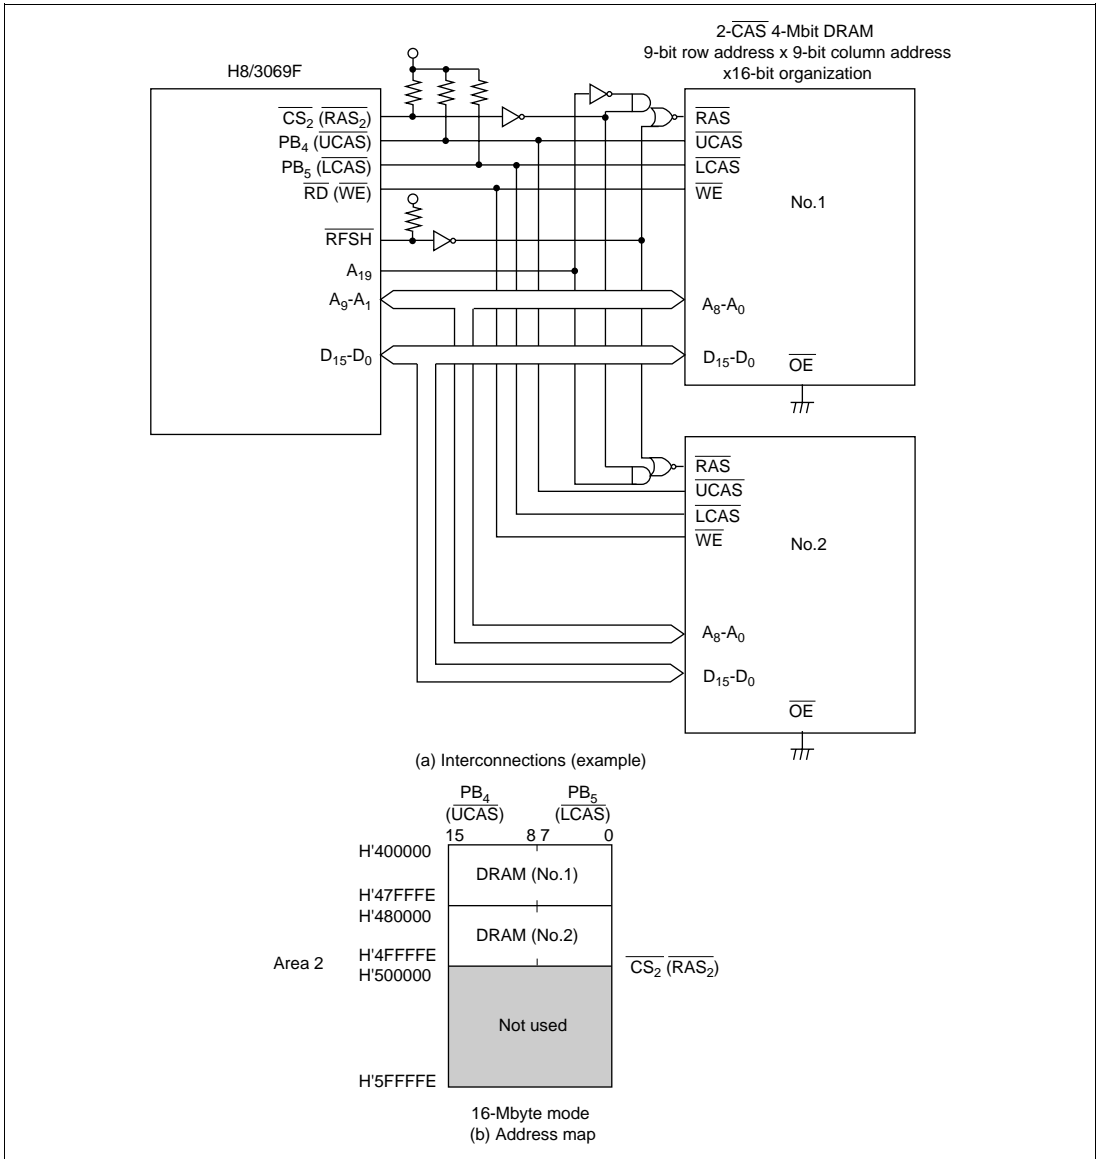 2-CAS 4-Mbit DRAM
9-bit row address x 9-bit column address
x16-bit organization
H8/3069F
CS2 (RAS2)
PB4 (UCAS)
PB5 (LCAS)
RD (WE)
RFSH
A19
A9-A1
D15-D0
RAS
UCAS
LCAS
WE
No.1
A8-A0
D15-D0
OE
RAS
UCAS
LCAS
WE
No.2
A8-A0
D15-D0
OE
(a) Interconnections (example)
PB4 PB5
(UCAS) (LCAS)
15 8 7 0
H'400000
DRAM (No.1)
H'47FFFE
H'480000
DRAM (No.2)
H'4FFFFE
Area 2
CS2 (RAS2)
H'500000
Not used
H'5FFFFE
16-Mbyte mode
(b) Address map